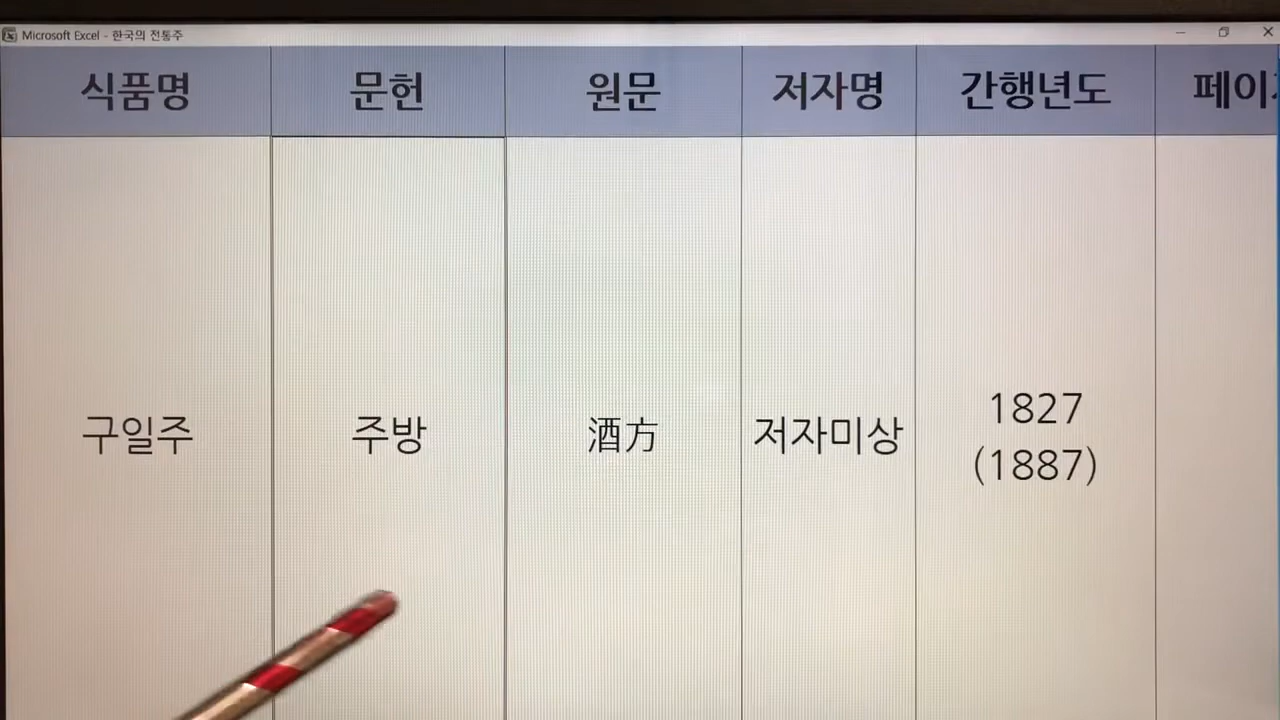 Microsoft Excel - 한국의 전통주
식품명 문헌 원문 저자명 간행년도
구일주 주방 酒方 저자미상 1827
(1887)